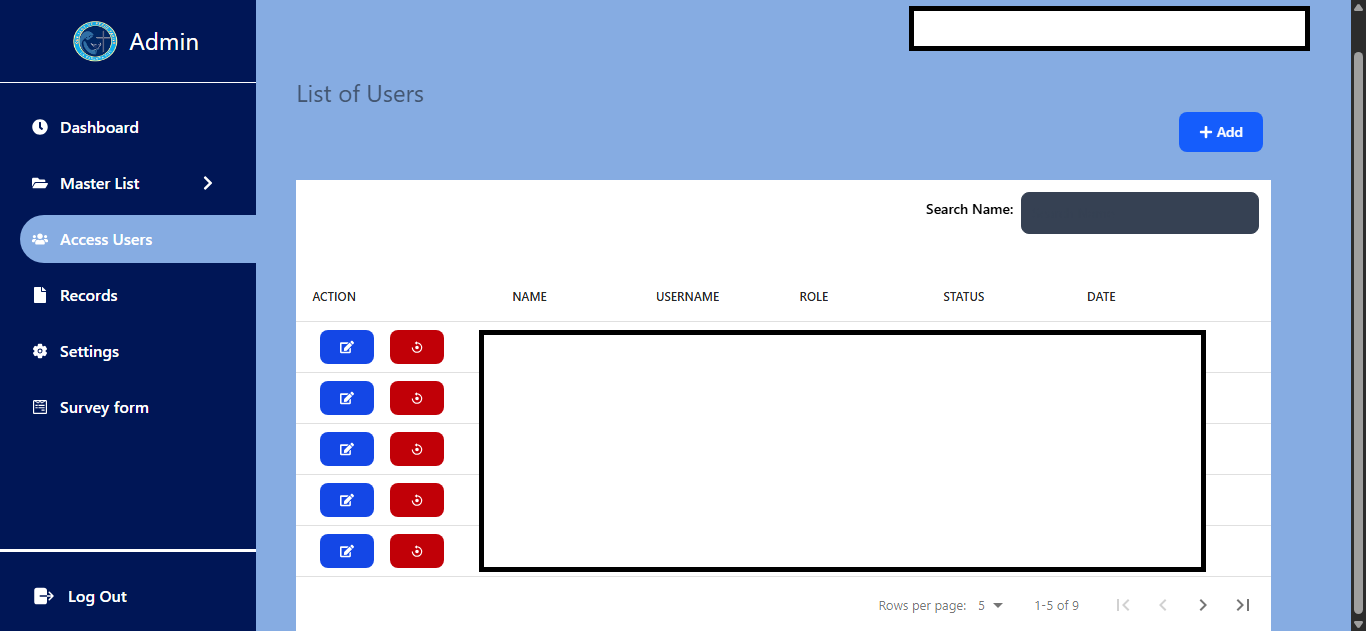 Admin
Dashboard
Master List
Access Users
Records
Settings
Survey form
Log Out
List of Users
Add
Search Name:
ACTION NAME USERNAME ROLE STATUS DATE
Rows per page: 5 1-5 of 9